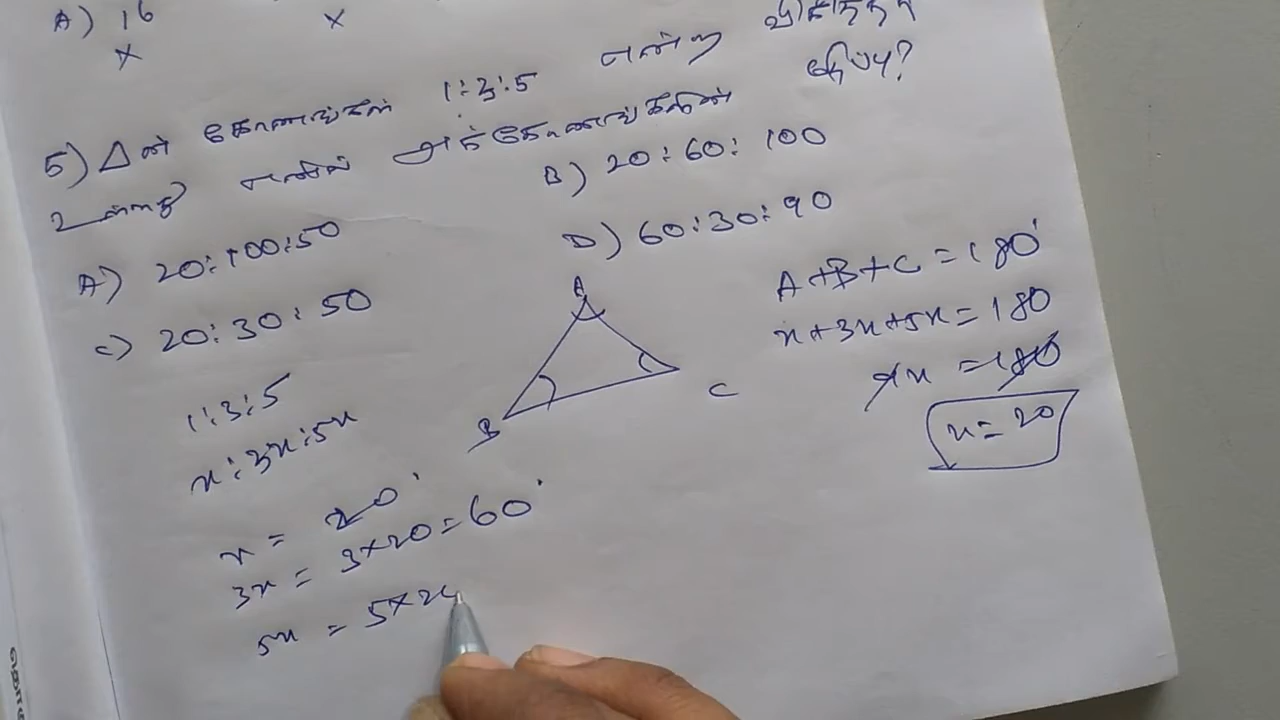 A) 16
×
×
5) Δன் கோணங்கள் 1:3:5 என்ற விகிதத்
உள்ளது எனில் அக்கோணங்களின்
A) 20:100:50
B) 20:60:100
C) 20:30:50
D) 60:30:90
A
B
C
1:3:5
x:3x:5x
x = 20°
3x = 3×20=60°
5x = 5×20
A+B+C=180°
x+3x+5x=180
9x =180
x=20